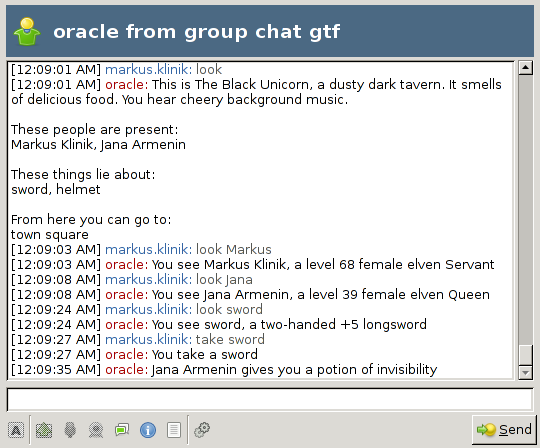 oracle from group chat gtf
[12:09:01 AM] markus.klinik: look
[12:09:01 AM] oracle: This is The Black Unicorn, a dusty dark tavern. It smells
of delicious food. You hear cheery background music.
These people are present:
Markus Klinik, Jana Armenin
These things lie about:
sword, helmet
From here you can go to:
town square
[12:09:03 AM] markus.klinik: look Markus
[12:09:03 AM] oracle: You see Markus Klinik, a level 68 female elven Servant
[12:09:08 AM] markus.klinik: look Jana
[12:09:08 AM] oracle: You see Jana Armenin, a level 39 female elven Queen
[12:09:24 AM] markus.klinik: look sword
[12:09:24 AM] oracle: You see sword, a two-handed +5 longsword
[12:09:27 AM] markus.klinik: take sword
[12:09:27 AM] oracle: You take a sword
[12:09:35 AM] oracle: Jana Armenin gives you a potion of invisibility
A
Send